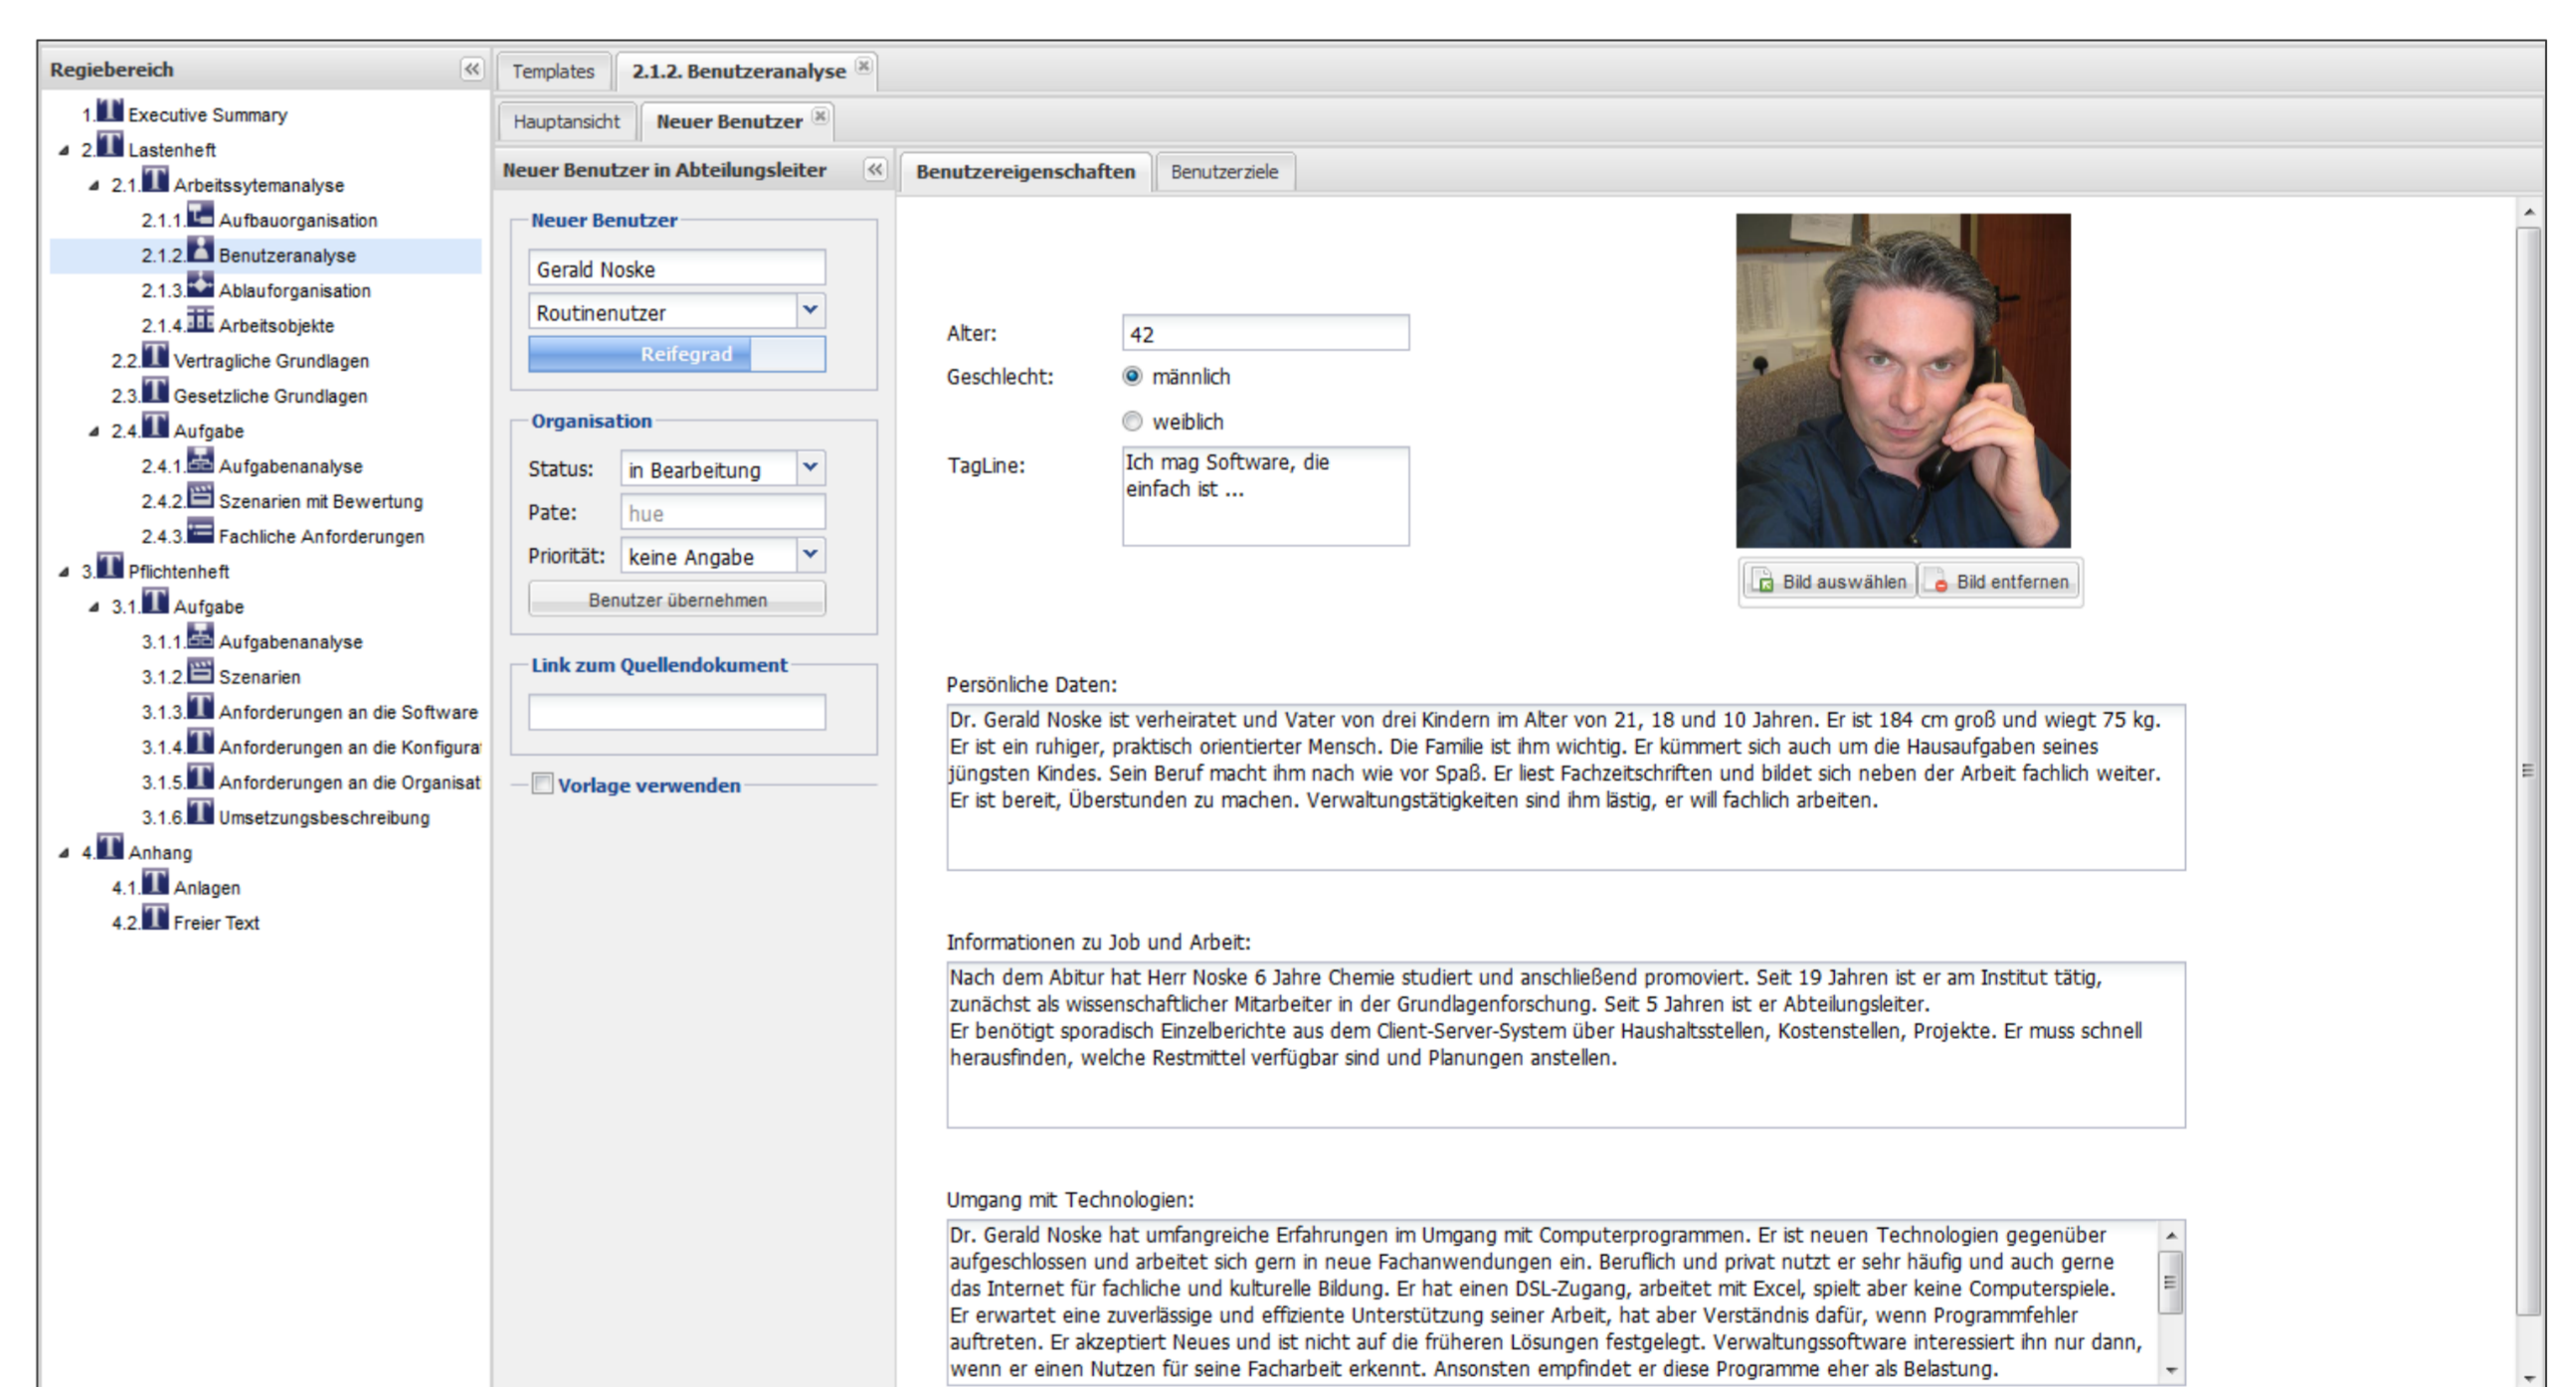 Regiebereich
1. Executive Summary
2. Lastenheft
2.1. Arbeitssytemanalyse
2.1.1. Aufbauorganisation
2.1.2. Benutzeranalyse
2.1.3. Ablauforganisation
2.1.4. Arbeitsobjekte
2.2. Vertragliche Grundlagen
2.3. Gesetzliche Grundlagen
2.4. Aufgabe
2.4.1. Aufgabenanalyse
2.4.2. Szenarien mit Bewertung
2.4.3. Fachliche Anforderungen
3. Pflichtenheft
3.1. Aufgabe
3.1.1. Aufgabenanalyse
3.1.2. Szenarien
3.1.3. Anforderungen an die Software
3.1.4. Anforderungen an die Konfigurat
3.1.5. Anforderungen an die Organisati
3.1.6. Umsetzungsbeschreibung
4. Anhang
4.1. Anlagen
4.2. Freier Text
Templates 2.1.2. Benutzeranalyse
Hauptansicht Neuer Benutzer
Neuer Benutzer in Abteilungsleiter
Neuer Benutzer
Gerald Noske
Routinenutzer
Reifegrad
Organisation
Status: in Bearbeitung
Pate: hue
Priorität: keine Angabe
Benutzer übernehmen
Link zum Quellendokument
Vorlage verwenden
Benutzereigenschaften Benutzerziele
Alter: 42
Geschlecht: männlich
weiblich
TagLine: Ich mag Software, die
einfach ist ...
Bild auswählen Bild entfernen
Persönliche Daten:
Dr. Gerald Noske ist verheiratet und Vater von drei Kindern im Alter von 21, 18 und 10 Jahren. Er ist 184 cm groß und wiegt 75 kg.
Er ist ein ruhiger, praktisch orientierter Mensch. Die Familie ist ihm wichtig. Er kümmert sich auch um die Hausaufgaben seines
jüngsten Kindes. Sein Beruf macht ihm nach wie vor Spaß. Er liest Fachzeitschriften und bildet sich neben der Arbeit fachlich weiter.
Er ist bereit, Überstunden zu machen. Verwaltungstätigkeiten sind ihm lästig, er will fachlich arbeiten.
Informationen zu Job und Arbeit:
Nach dem Abitur hat Herr Noske 6 Jahre Chemie studiert und anschließend promoviert. Seit 19 Jahren ist er am Institut tätig,
zunächst als wissenschaftlicher Mitarbeiter in der Grundlagenforschung. Seit 5 Jahren ist er Abteilungsleiter.
Er benötigt sporadisch Einzelberichte aus dem Client-Server-System über Haushaltsstellen, Kostenstellen, Projekte. Er muss schnell
herausfinden, welche Restmittel verfügbar sind und Planungen anstellen.
Umgang mit Technologien:
Dr. Gerald Noske hat umfangreiche Erfahrungen im Umgang mit Computerprogrammen. Er ist neuen Technologien gegenüber
aufgeschlossen und arbeitet sich gern in neue Fachanwendungen ein. Beruflich und privat nutzt er sehr häufig und auch gerne
das Internet für fachliche und kulturelle Bildung. Er hat einen DSL-Zugang, arbeitet mit Excel, spielt aber keine Computerspiele.
Er erwartet eine zuverlässige und effiziente Unterstützung seiner Arbeit, hat aber Verständnis dafür, wenn Programmfehler
auftreten. Er akzeptiert Neues und ist nicht auf die früheren Lösungen festgelegt. Verwaltungssoftware interessiert ihn nur dann,
wenn er einen Nutzen für seine Facharbeit erkennt. Ansonsten empfindet er diese Programme eher als Belastung.